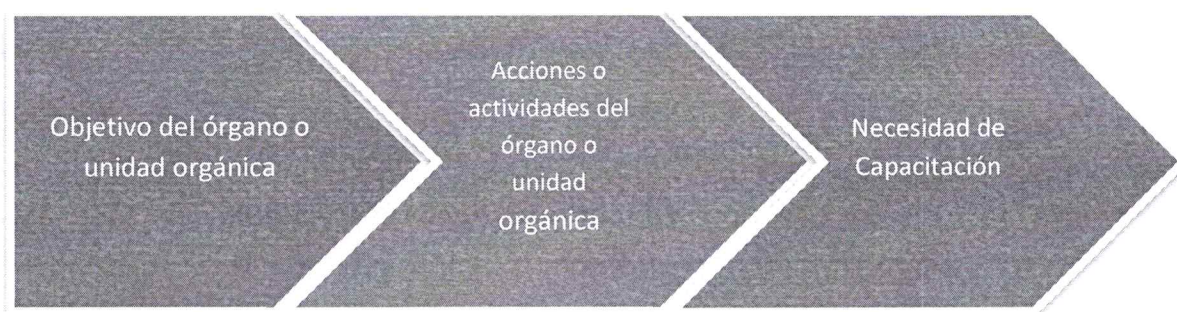 Objetivo del órgano o
unidad orgánica
Acciones o
actividades del
órgano o
unidad
orgánica
Necesidad de
Capacitación